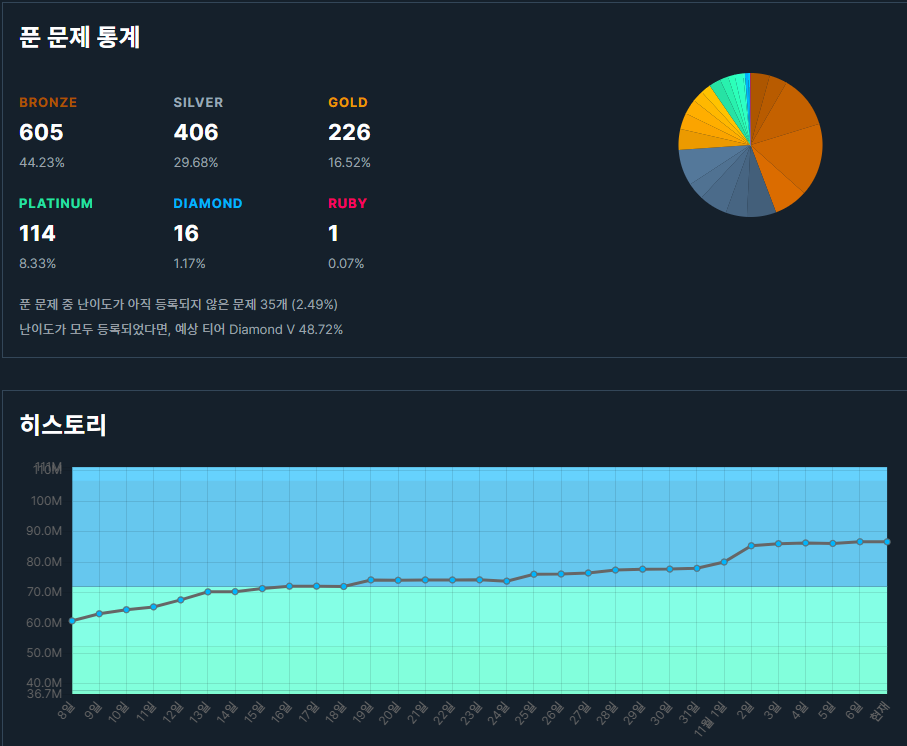 푼 문제 통계
BRONZE SILVER GOLD
605 406 226
44.23% 29.68% 16.52%
PLATINUM DIAMOND RUBY
114 16 1
8.33% 1.17% 0.07%
푼 문제 중 난이도가 아직 등록되지 않은 문제 35개 (2.49%)
난이도가 모두 등록되었다면, 예상 티어 Diamond V 48.72%
히스토리
111M
110M
100M
90.0M
80.0M
70.0M
60.0M
50.0M
40.0M
36.7M
8일 9일 10일 11일 12일 13일 14일 15일 16일 17일 18일 19일 20일 21일 22일 23일 24일 25일 26일 27일 28일 29일 30일 31일 11월 1일 2일 3일 4일 5일 6일 현재